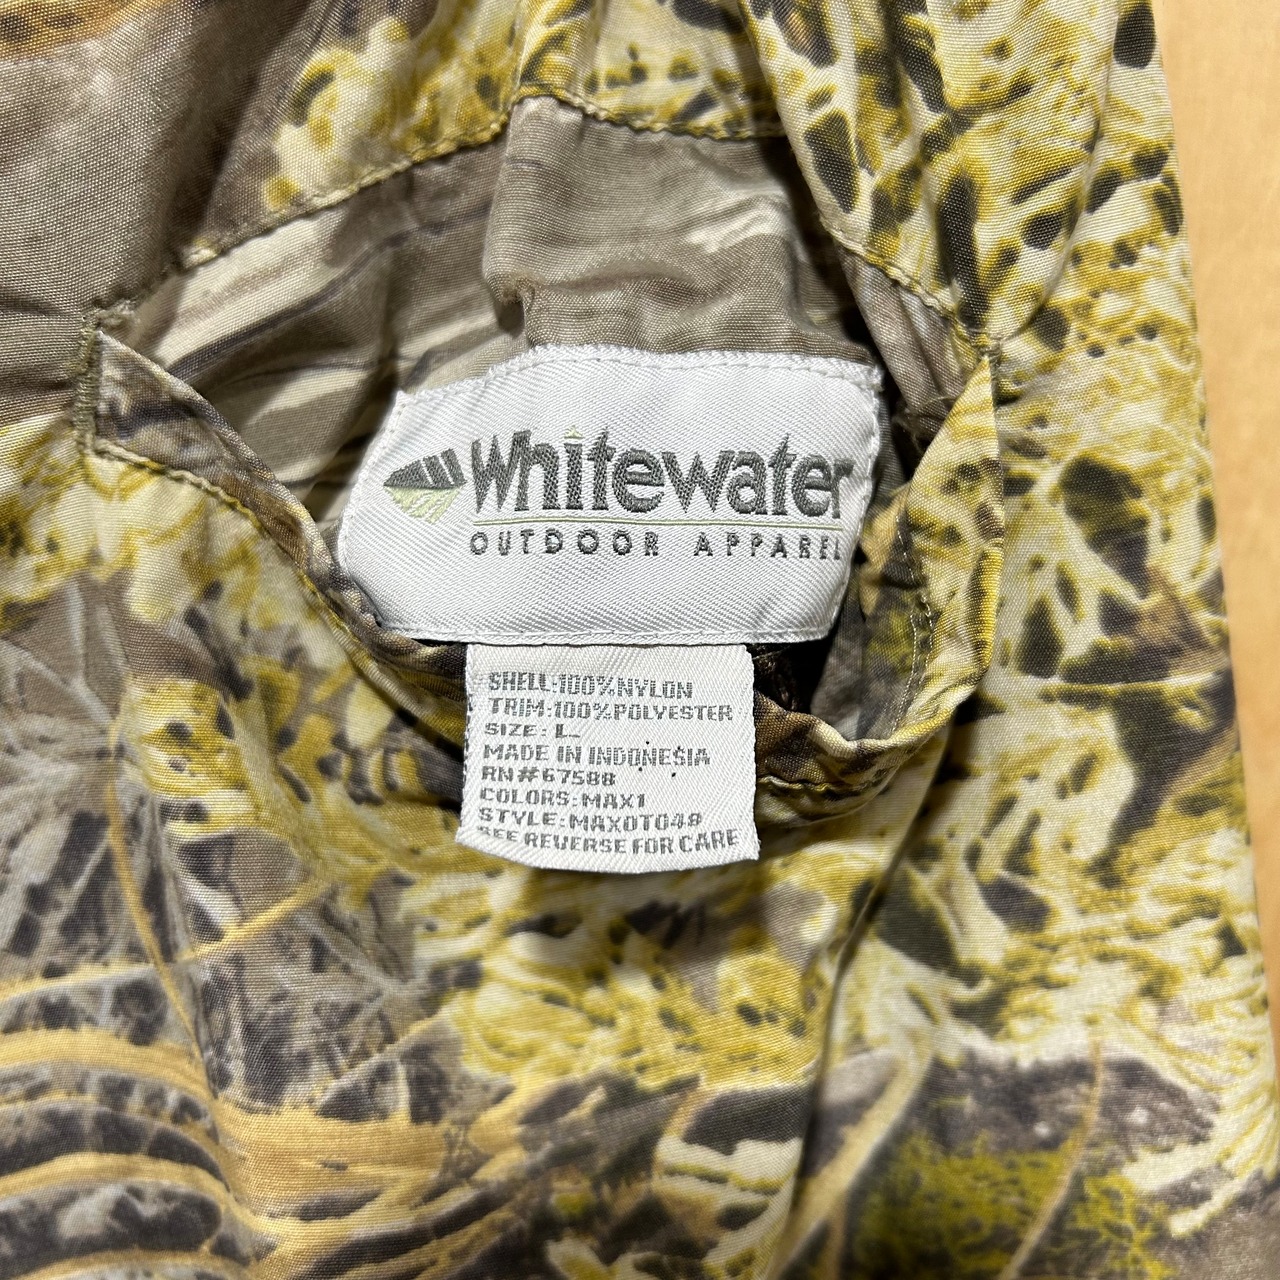 Whitewater
OUTDOOR APPAREL
SHELL:100%NYLON
TRIM:100%POLYESTER
SIZE: L
MADE IN INDONESIA
RN#67588
COLORS:MAX1
STYLE:MAXOT048
SEE REVERSE FOR CARE